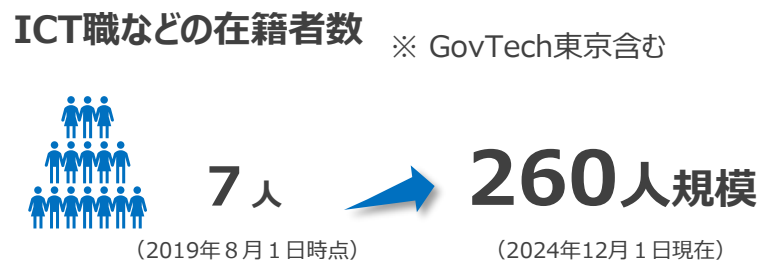 ICT職などの在籍者数 ※ GovTech東京含む
7人 260人規模
（2019年８月１日時点） （2024年12月１日現在）